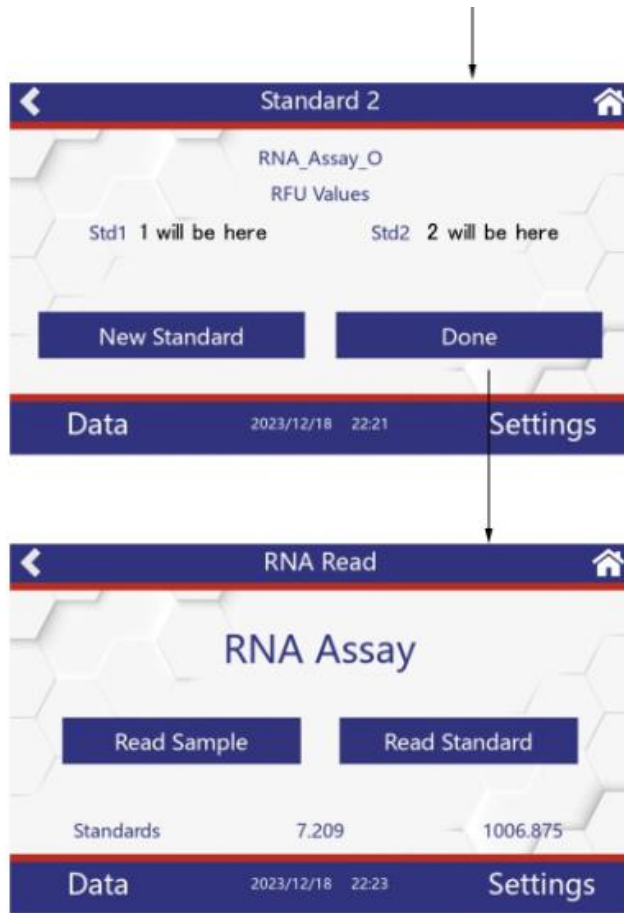 Standard 2
RNA_Assay_O
RFU Values
Std1 1 will be here Std2 2 will be here
New Standard Done
Data 2023/12/18 22:21 Settings
RNA Read
RNA Assay
Read Sample Read Standard
Standards 7.209 1006.875
Data 2023/12/18 22:23 Settings